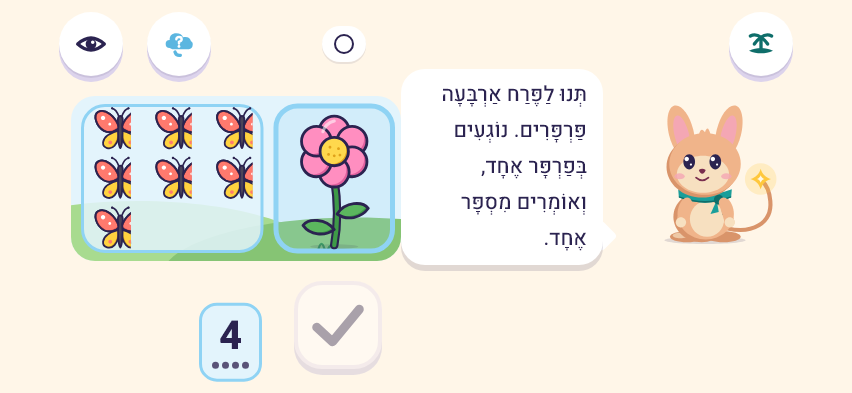 תְּנוּ לַפֶּרַח אַרְבָּעָה
פַּרְפָּרִים. נוֹגְעִים
בְּפַרְפָּר אֶחָד,
וְאוֹמְרִים מִסְפָּר
אֶחָד.
4